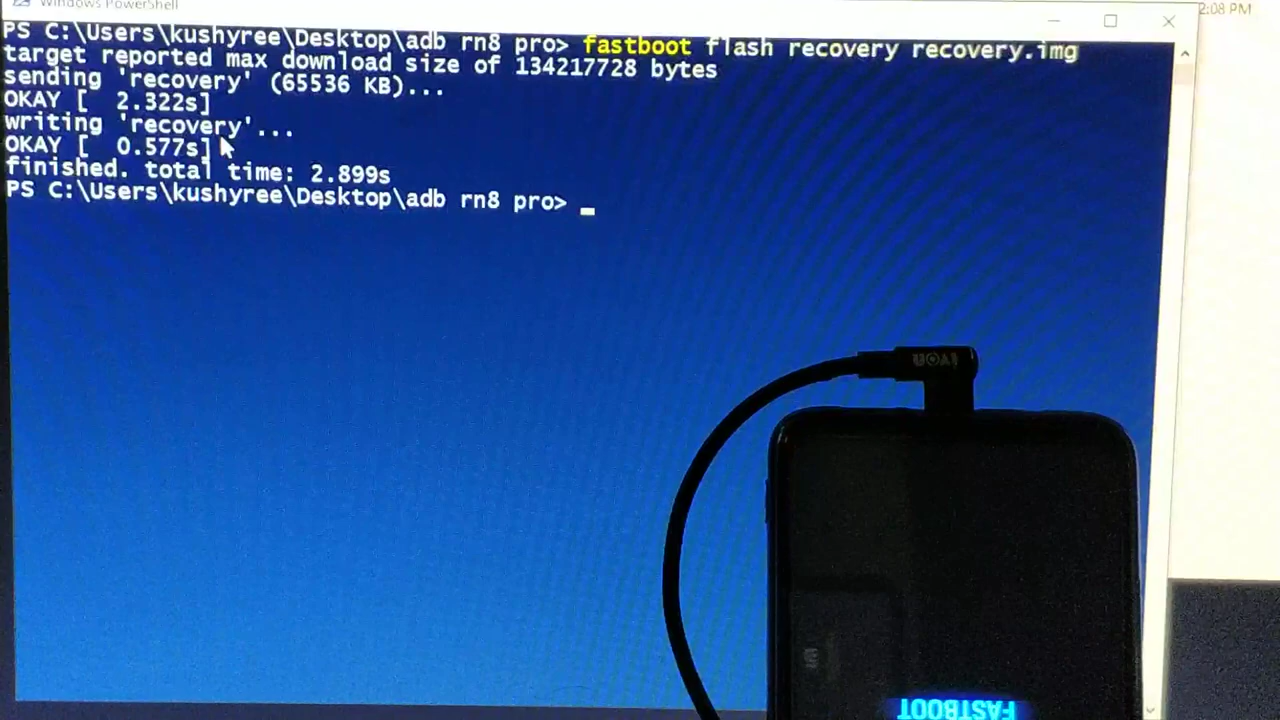 Windows PowerShell
2:08 PM
PS C:\Users\kushyree\Desktop\adb rn8 pro> fastboot flash recovery recovery.img
target reported max download size of 134217728 bytes
sending 'recovery' (65536 KB)...
OKAY [  2.322s]
writing 'recovery'...
OKAY [  0.577s]
finished. total time: 2.899s
PS C:\Users\kushyree\Desktop\adb rn8 pro>
FASTBOOT